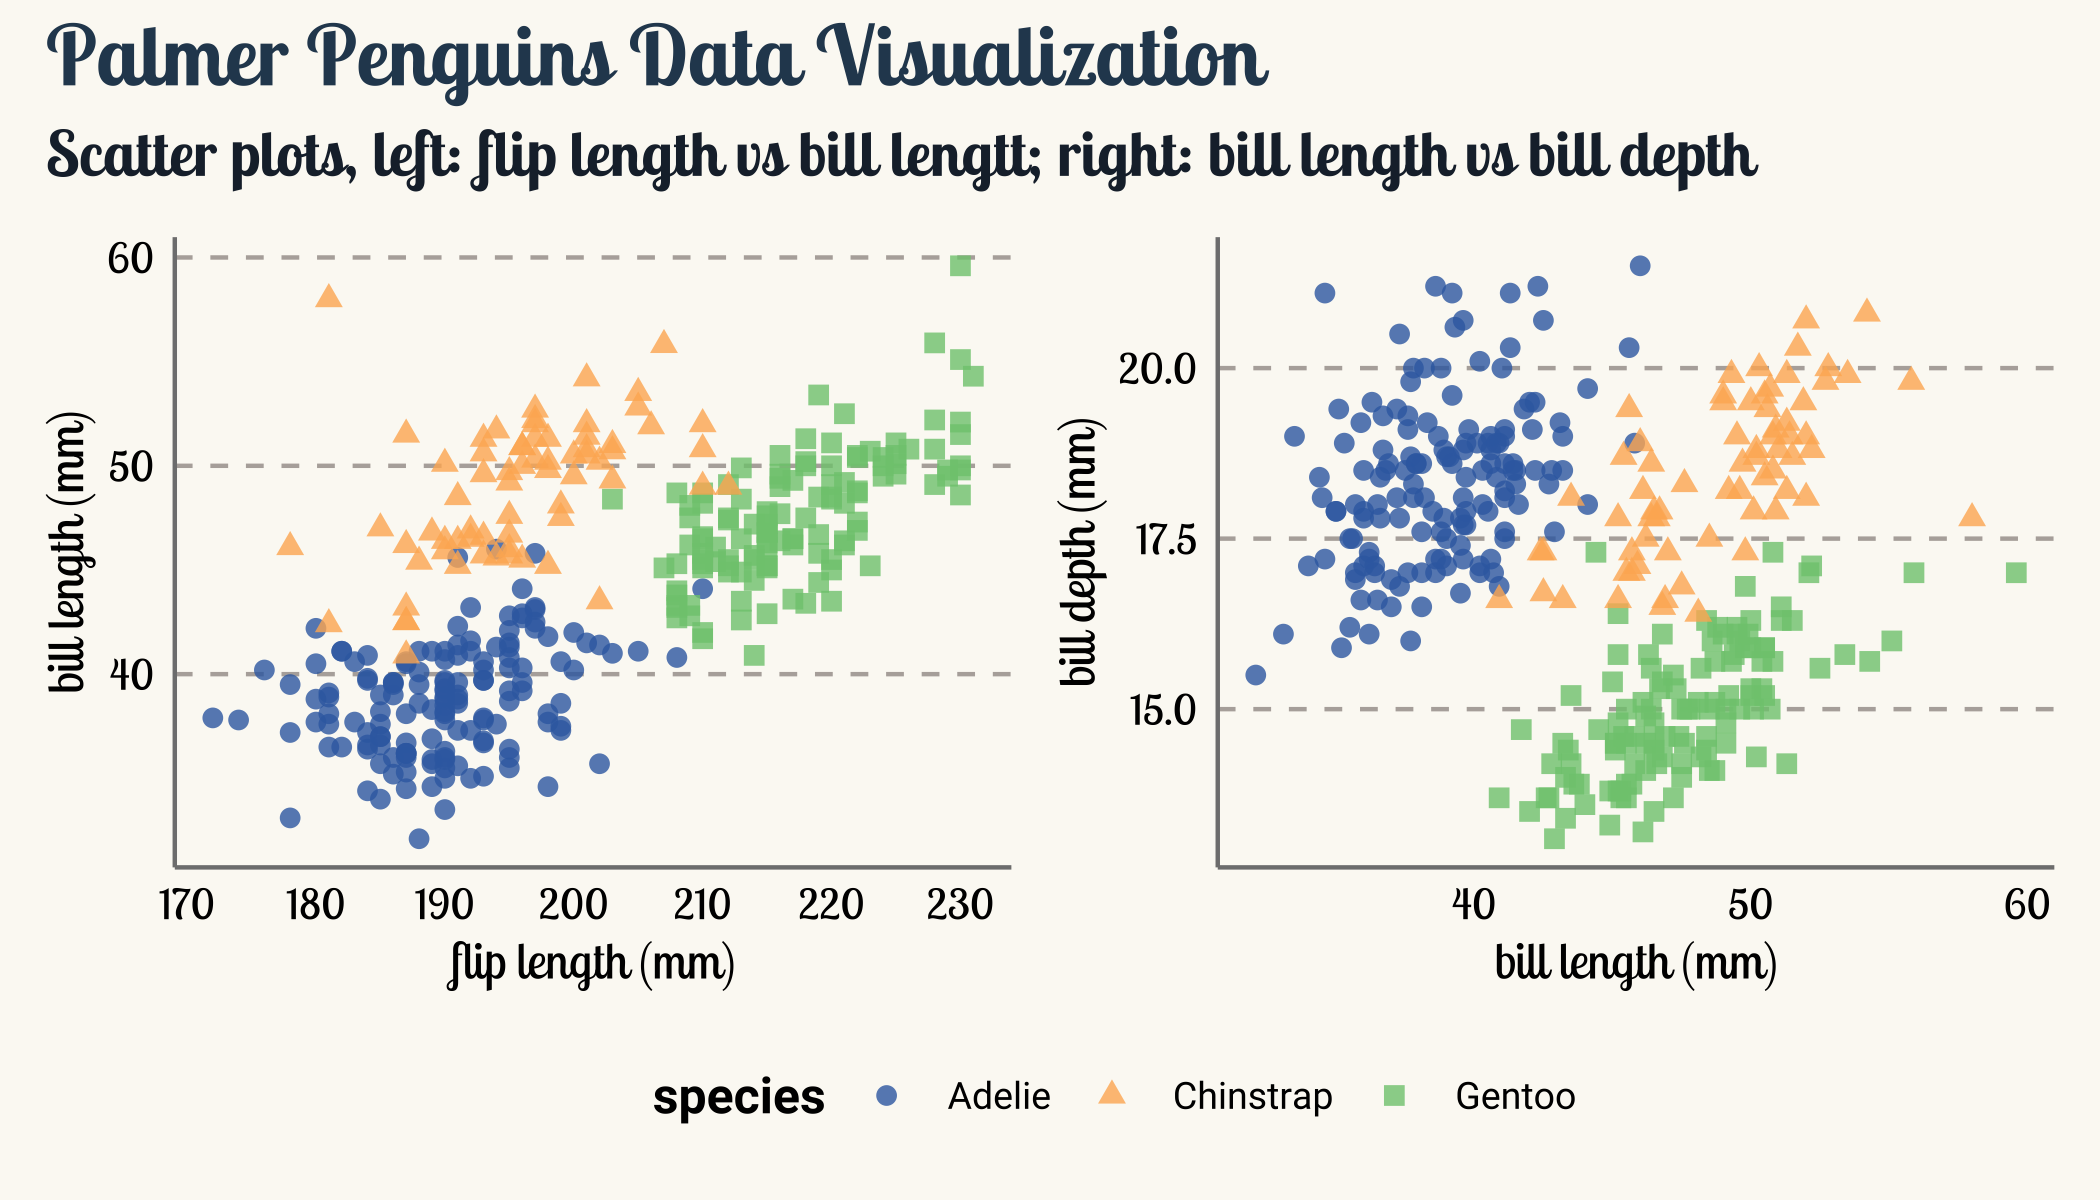 Palmer Penguins Data Visualization
Scatter plots, left: flip length vs bill lengtt; right: bill length vs bill depth
60
50
40
bill length (mm)
170 180 190 200 210 220 230
flip length (mm)
20.0
17.5
15.0
bill depth (mm)
40 50 60
bill length (mm)
species Adelie Chinstrap Gentoo